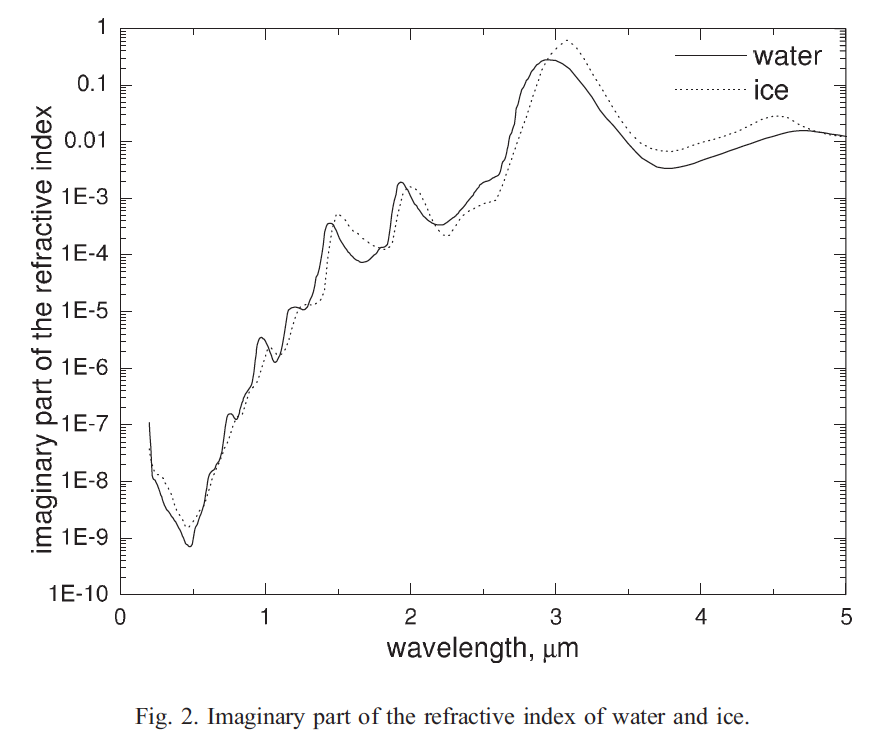 1
0.1
0.01
1E-3
1E-4
1E-5
1E-6
1E-7
1E-8
1E-9
1E-10
imaginary part of the refractive index
water
ice
0 1 2 3 4 5
wavelength, μm
Fig. 2. Imaginary part of the refractive index of water and ice.